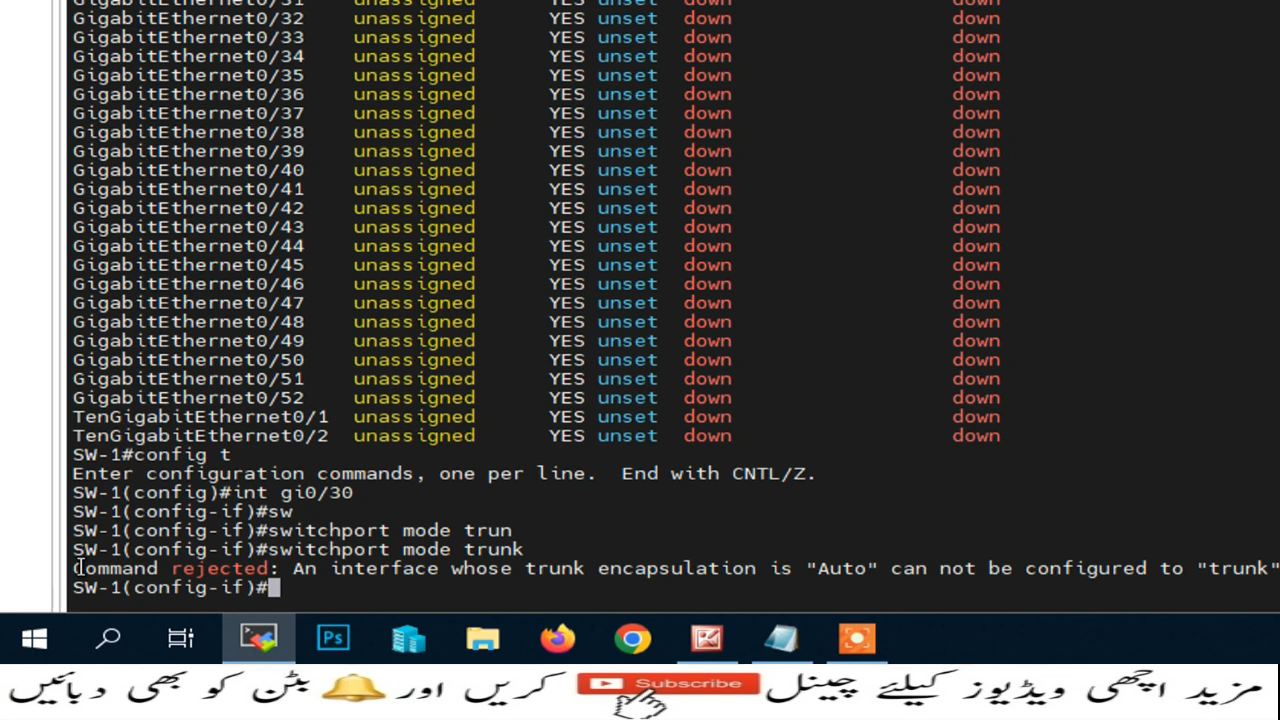 GigabitEthernet0/31 unassigned YES unset down down
GigabitEthernet0/32 unassigned YES unset down down
GigabitEthernet0/33 unassigned YES unset down down
GigabitEthernet0/34 unassigned YES unset down down
GigabitEthernet0/35 unassigned YES unset down down
GigabitEthernet0/36 unassigned YES unset down down
GigabitEthernet0/37 unassigned YES unset down down
GigabitEthernet0/38 unassigned YES unset down down
GigabitEthernet0/39 unassigned YES unset down down
GigabitEthernet0/40 unassigned YES unset down down
GigabitEthernet0/41 unassigned YES unset down down
GigabitEthernet0/42 unassigned YES unset down down
GigabitEthernet0/43 unassigned YES unset down down
GigabitEthernet0/44 unassigned YES unset down down
GigabitEthernet0/45 unassigned YES unset down down
GigabitEthernet0/46 unassigned YES unset down down
GigabitEthernet0/47 unassigned YES unset down down
GigabitEthernet0/48 unassigned YES unset down down
GigabitEthernet0/49 unassigned YES unset down down
GigabitEthernet0/50 unassigned YES unset down down
GigabitEthernet0/51 unassigned YES unset down down
GigabitEthernet0/52 unassigned YES unset down down
TenGigabitEthernet0/1 unassigned YES unset down down
TenGigabitEthernet0/2 unassigned YES unset down down
SW-1#config t
Enter configuration commands, one per line. End with CNTL/Z.
SW-1(config)#int gi0/30
SW-1(config-if)#sw
SW-1(config-if)#switchport mode trun
SW-1(config-if)#switchport mode trunk
Command rejected: An interface whose trunk encapsulation is "Auto" can not be configured to "trunk"
SW-1(config-if)#
Ps
مزید اچھی ویڈیوز کیلئے چینل Subscribe کریں اور بٹن کو بھی دبائیں